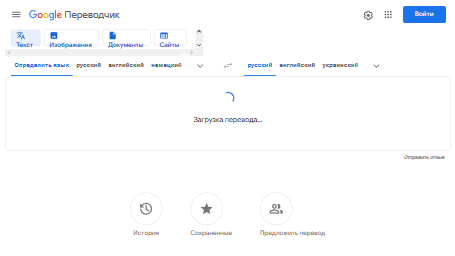 Google Переводчик
Войти
Текст
Изображения
Документы
Сайты
Определить язык
русский
английский
немецкий
русский
английский
украинский
Загрузка перевода...
Отправить отзыв
История
Сохраненные
Предложить перевод